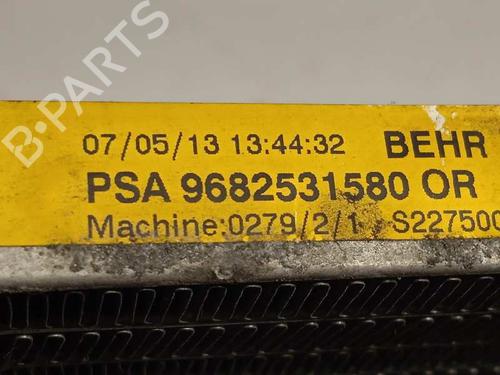 B-PARTS
07/05/13 13:44:32 BEHR
PSA 9682531580 OR
Machine:0279/2/1 S227500